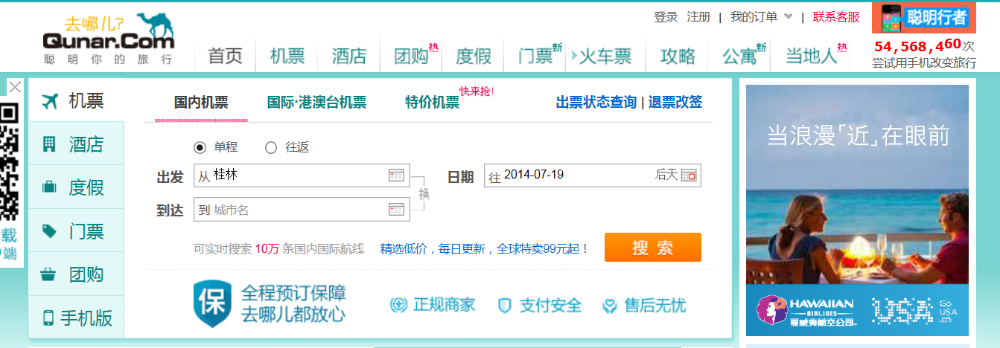 登录 注册 | 我的订单 | 联系客服
聪明行者
去哪儿?
Qunar.Com
聪明你的旅行
首页 机票 酒店 团购 热 度假 门票 新 火车票 攻略 公寓 新 当地人 热
54,568,460次
尝试用手机改变旅行
机票
酒店
度假
门票
团购
手机版
载
端
国内机票 国际·港澳台机票 特价机票 快来抢! 出票状态查询 | 退票改签
单程 往返
出发 从 桂林 换 日期 往 2014-07-19 后天
到达 到 城市名
可实时搜索 10万 条国内国际航线 精选低价，每日更新，全球特卖99元起！ 搜 索
保 全程预订保障
去哪儿都放心
正规商家 支付安全 售后无忧
当浪漫「近」在眼前
HAWAIIAN
AIRLINES
夏威夷航空公司
USA
Go
USA
.cn